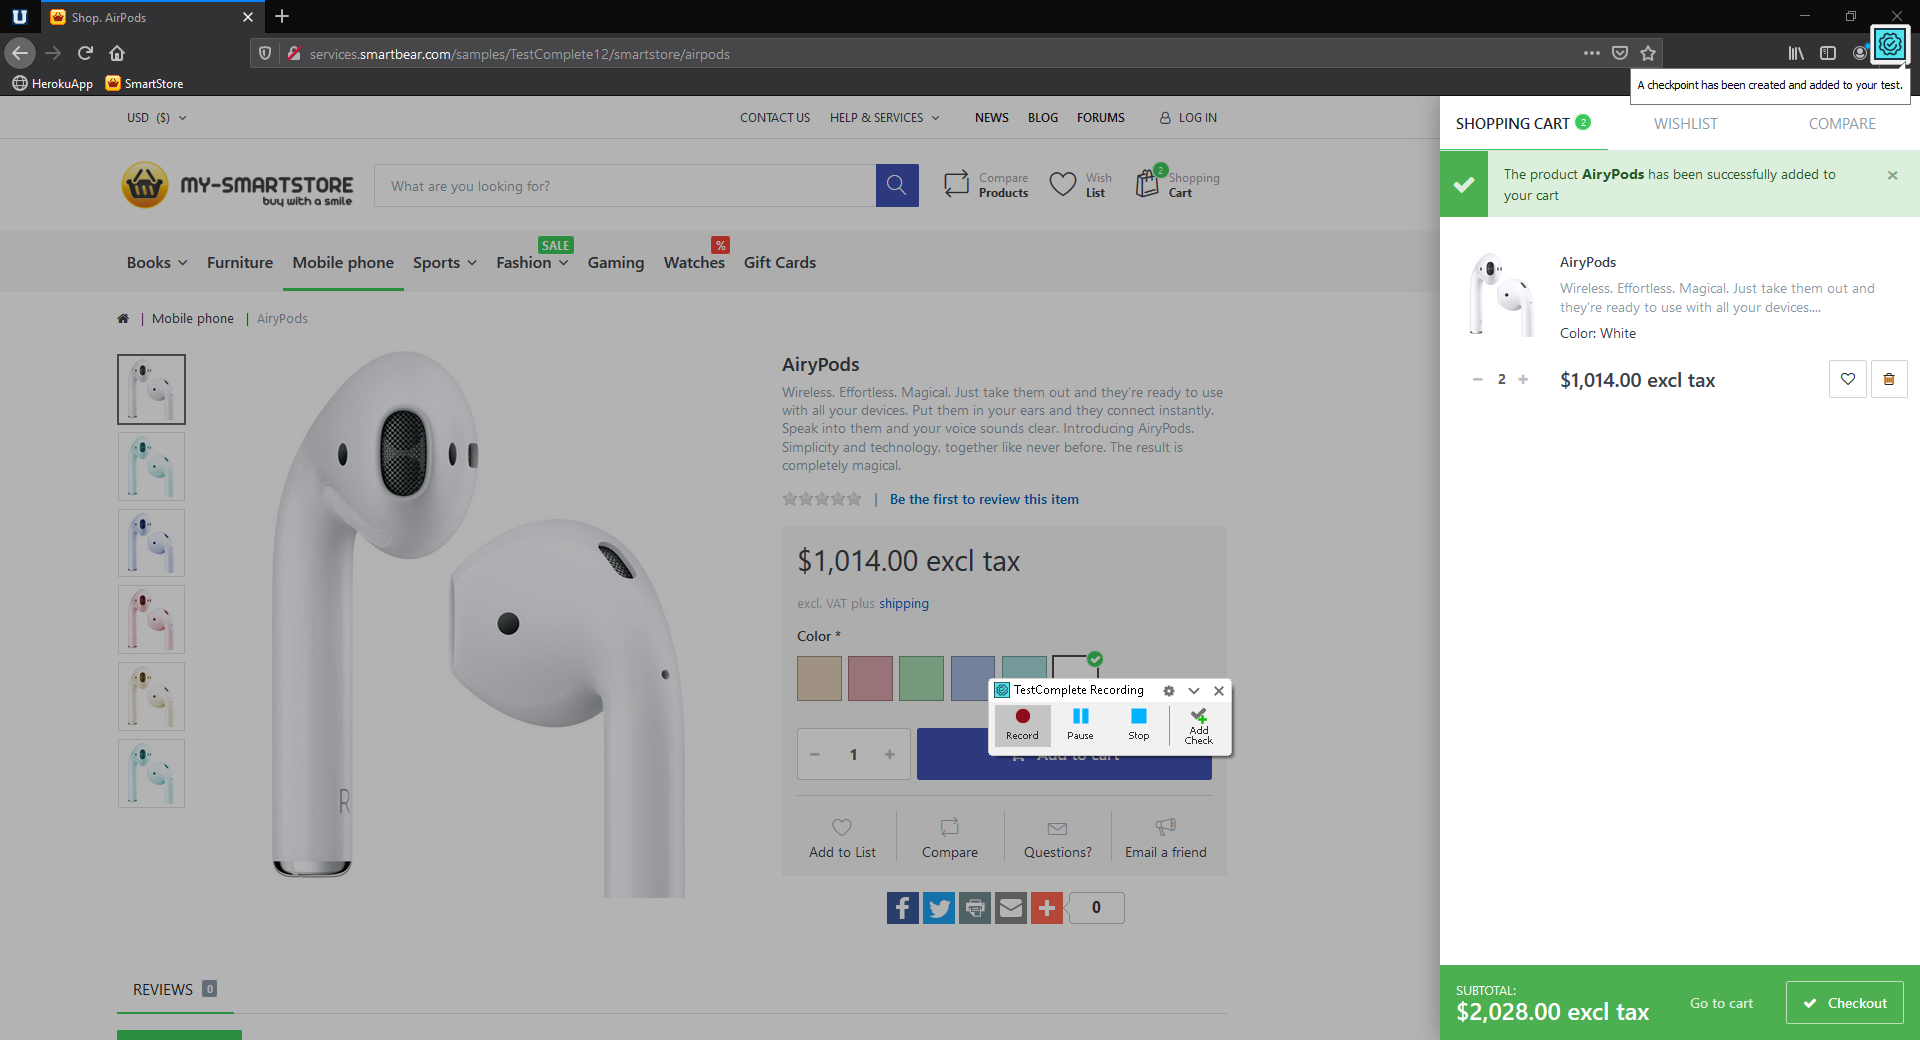 Shop. AirPods
services.smartbear.com/samples/TestComplete12/smartstore/airpods
HerokuApp
SmartStore
A checkpoint has been created and added to your test.
USD ($)
CONTACT US
HELP & SERVICES
NEWS
BLOG
FORUMS
LOG IN
MY-SMARTSTORE
buy with a smile
What are you looking for?
Compare
Products
Wish
List
2
Shopping
Cart
SALE
%
Books
Furniture
Mobile phone
Sports
Fashion
Gaming
Watches
Gift Cards
| Mobile phone | AiryPods
R
AiryPods
Wireless. Effortless. Magical. Just take them out and they're ready to use
with all your devices. Put them in your ears and they connect instantly.
Speak into them and your voice sounds clear. Introducing AiryPods.
Simplicity and technology, together like never before. The result is
completely magical.
| Be the first to review this item
$1,014.00 excl tax
excl. VAT plus shipping
Color *
TestComplete Recording
Record
Pause
Stop
Add
Check
1
Add to cart
Add to List
Compare
Questions?
Email a friend
0
REVIEWS 0
SHOPPING CART 2
WISHLIST
COMPARE
The product AiryPods has been successfully added to
your cart
AiryPods
Wireless. Effortless. Magical. Just take them out and
they're ready to use with all your devices....
Color: White
2
$1,014.00 excl tax
SUBTOTAL:
$2,028.00 excl tax
Go to cart
Checkout